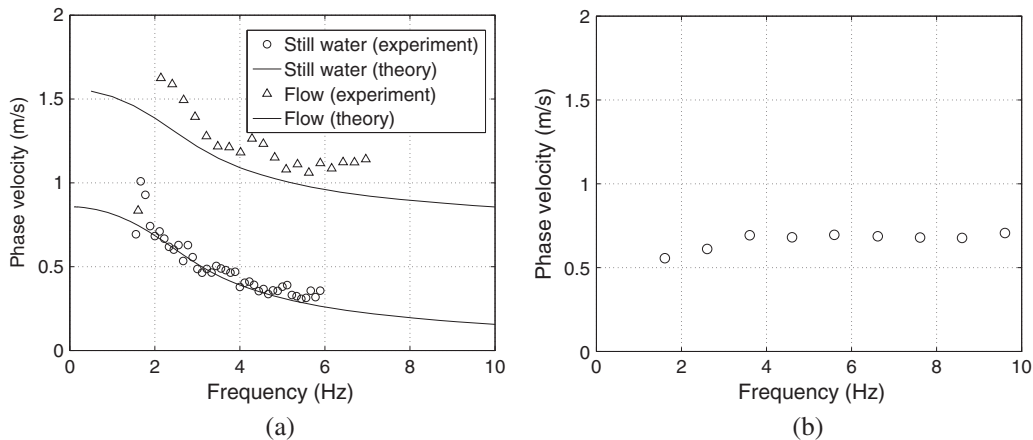 2
1.5
1
0.5
0
Phase velocity (m/s)
Still water (experiment)
Still water (theory)
Flow (experiment)
Flow (theory)
0 2 4 6 8 10
Frequency (Hz)
(a)
2
1.5
1
0.5
0
Phase velocity (m/s)
0 2 4 6 8 10
Frequency (Hz)
(b)